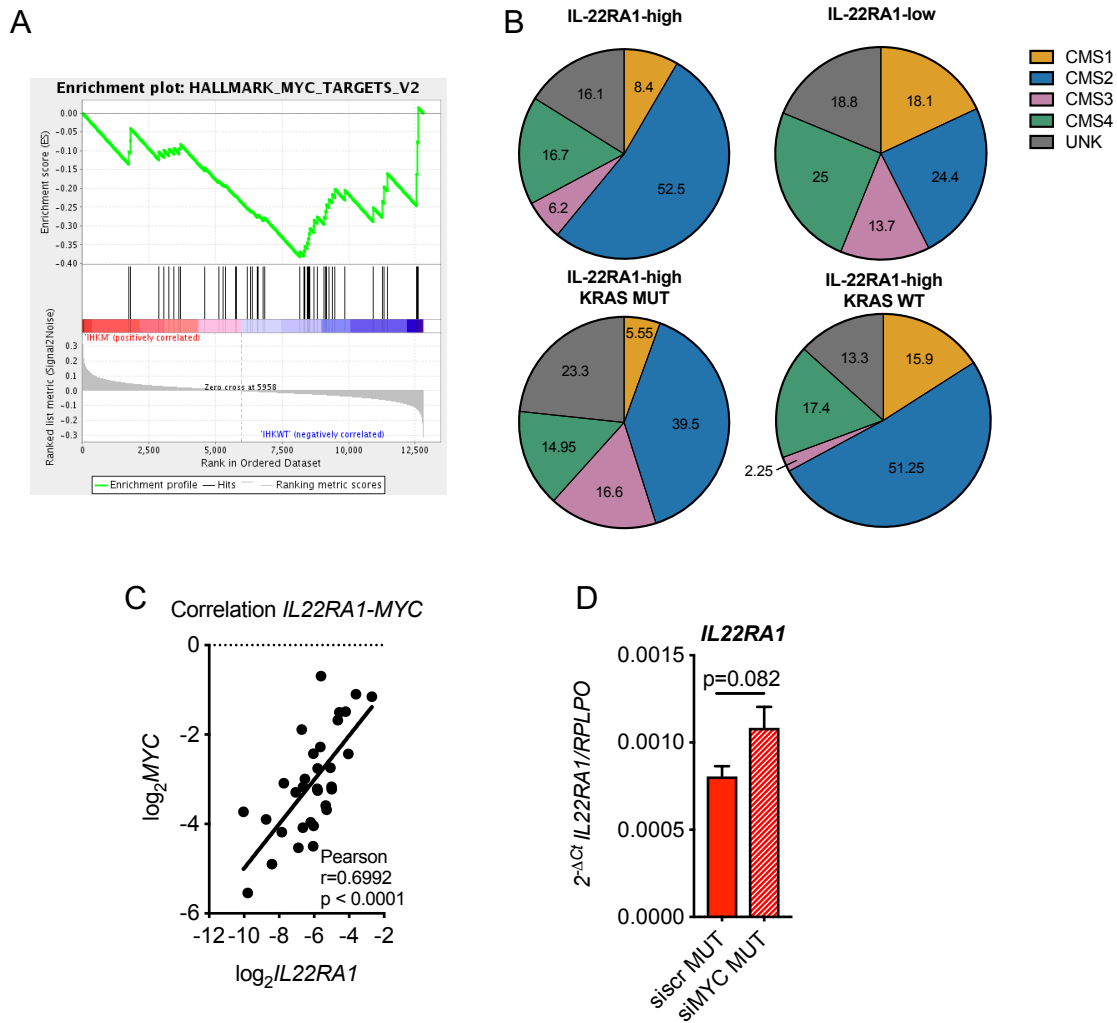 A
Enrichment plot: HALLMARK_MYC_TARGETS_V2
Enrichment score (ES)
0.00
-0.05
-0.10
-0.15
-0.20
-0.25
-0.30
-0.35
-0.40
'IHKM' (positively correlated)
Ranked list metric (Signal2Noise)
0.3
0.2
0.1
0.0
-0.1
-0.2
-0.3
Zero cross at 5958
'IHKWT' (negatively correlated)
0 2,500 5,000 7,500 10,000 12,500
Rank in Ordered Dataset
Enrichment profile Hits Ranking metric scores
B
IL-22RA1-high
8.4
52.5
6.2
16.7
16.1
IL-22RA1-low
18.1
24.4
13.7
25
18.8
CMS1
CMS2
CMS3
CMS4
UNK
IL-22RA1-high
KRAS MUT
5.55
39.5
16.6
14.95
23.3
IL-22RA1-high
KRAS WT
15.9
51.25
2.25
17.4
13.3
C
Correlation IL22RA1-MYC
log2MYC
0
-2
-4
-6
Pearson
r=0.6992
p < 0.0001
-12 -10 -8 -6 -4 -2
log2IL22RA1
D
IL22RA1
2-ΔCt IL22RA1/RPLPO
0.0015
0.0010
0.0005
0.0000
p=0.082
siscr MUT
siMYC MUT